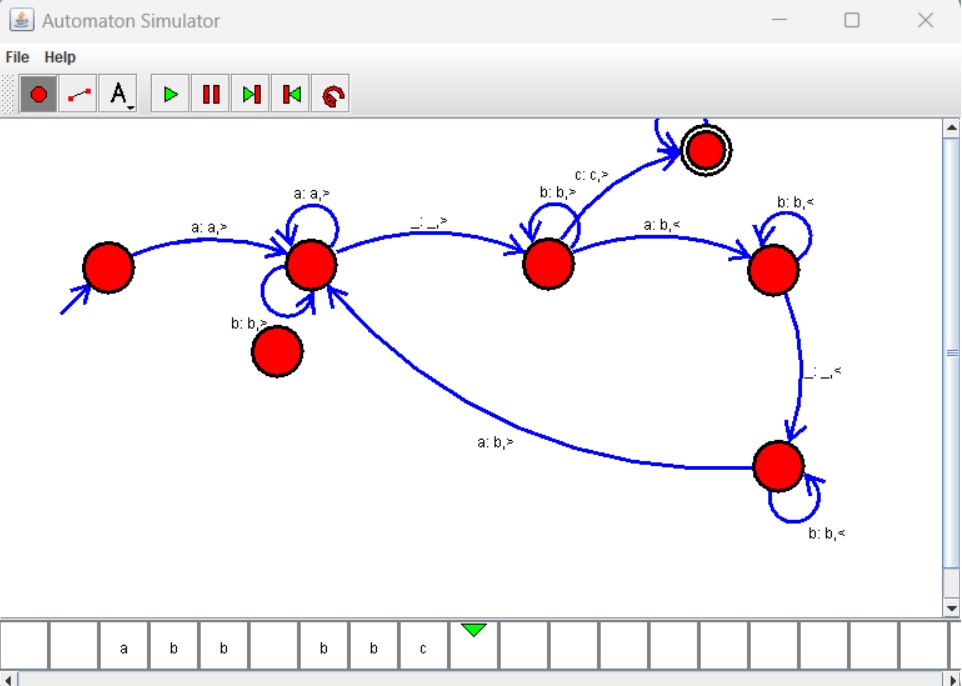 Automaton Simulator
File Help
A
c: c,>
a: a,>
b: b,>
b: b,<
a: a,>
_: _,>
a: b,<
b: b,>
_: _,<
a: b,>
b: b,<
a b b b b c